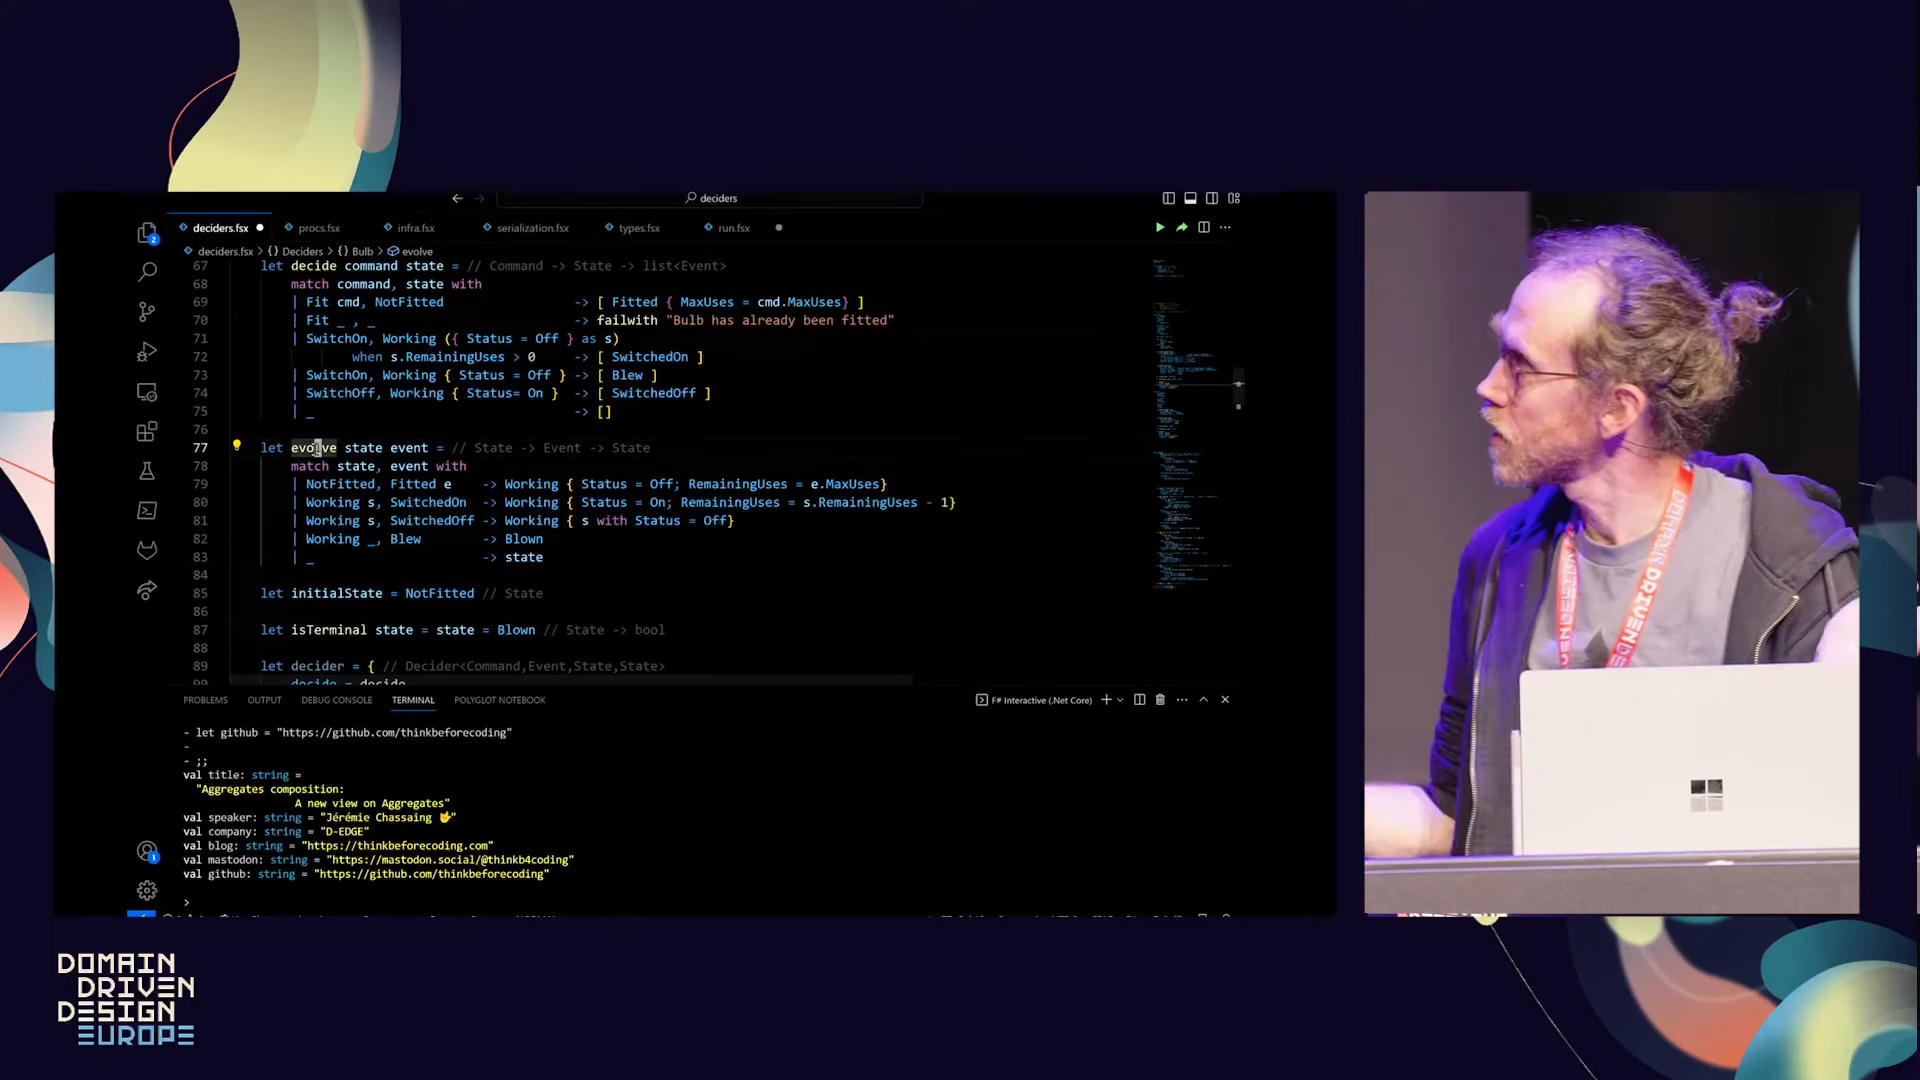 deciders
deciders.fsx
procs.fsx
infra.fsx
serialization.fsx
types.fsx
run.fsx
deciders.fsx > {} Deciders > {} Bulb > evolve
67 let decide command state = // Command -> State -> list<Event>
68 match command, state with
69 | Fit cmd, NotFitted -> [ Fitted { MaxUses = cmd.MaxUses} ]
70 | Fit _ , _ -> failwith "Bulb has already been fitted"
71 | SwitchOn, Working ({ Status = Off } as s)
72 when s.RemainingUses > 0 -> [ SwitchedOn ]
73 | SwitchOn, Working { Status = Off } -> [ Blew ]
74 | SwitchOff, Working { Status= On } -> [ SwitchedOff ]
75 | _ -> []
76
77 let evolve state event = // State -> Event -> State
78 match state, event with
79 | NotFitted, Fitted e -> Working { Status = Off; RemainingUses = e.MaxUses}
80 | Working s, SwitchedOn -> Working { Status = On; RemainingUses = s.RemainingUses - 1}
81 | Working s, SwitchedOff -> Working { s with Status = Off}
82 | Working _, Blew -> Blown
83 | _ -> state
84
85 let initialState = NotFitted // State
86
87 let isTerminal state = state = Blown // State -> bool
88
89 let decider = { // Decider<Command,Event,State,State>
90 decide = decide
PROBLEMS OUTPUT DEBUG CONSOLE TERMINAL POLYGLOT NOTEBOOK
F# Interactive (.Net Core)
- let github = "https://github.com/thinkbeforecoding"
-
- ;;
val title: string =
"Aggregates composition:
A new view on Aggregates"
val speaker: string = "Jérémie Chassaing 🤟"
val company: string = "D-EDGE"
val blog: string = "https://thinkbeforecoding.com"
val mastodon: string = "https://mastodon.social/@thinkb4coding"
val github: string = "https://github.com/thinkbeforecoding"
>
2
1
DOMAIN
DRIVEN
DESIGN
EUROPE